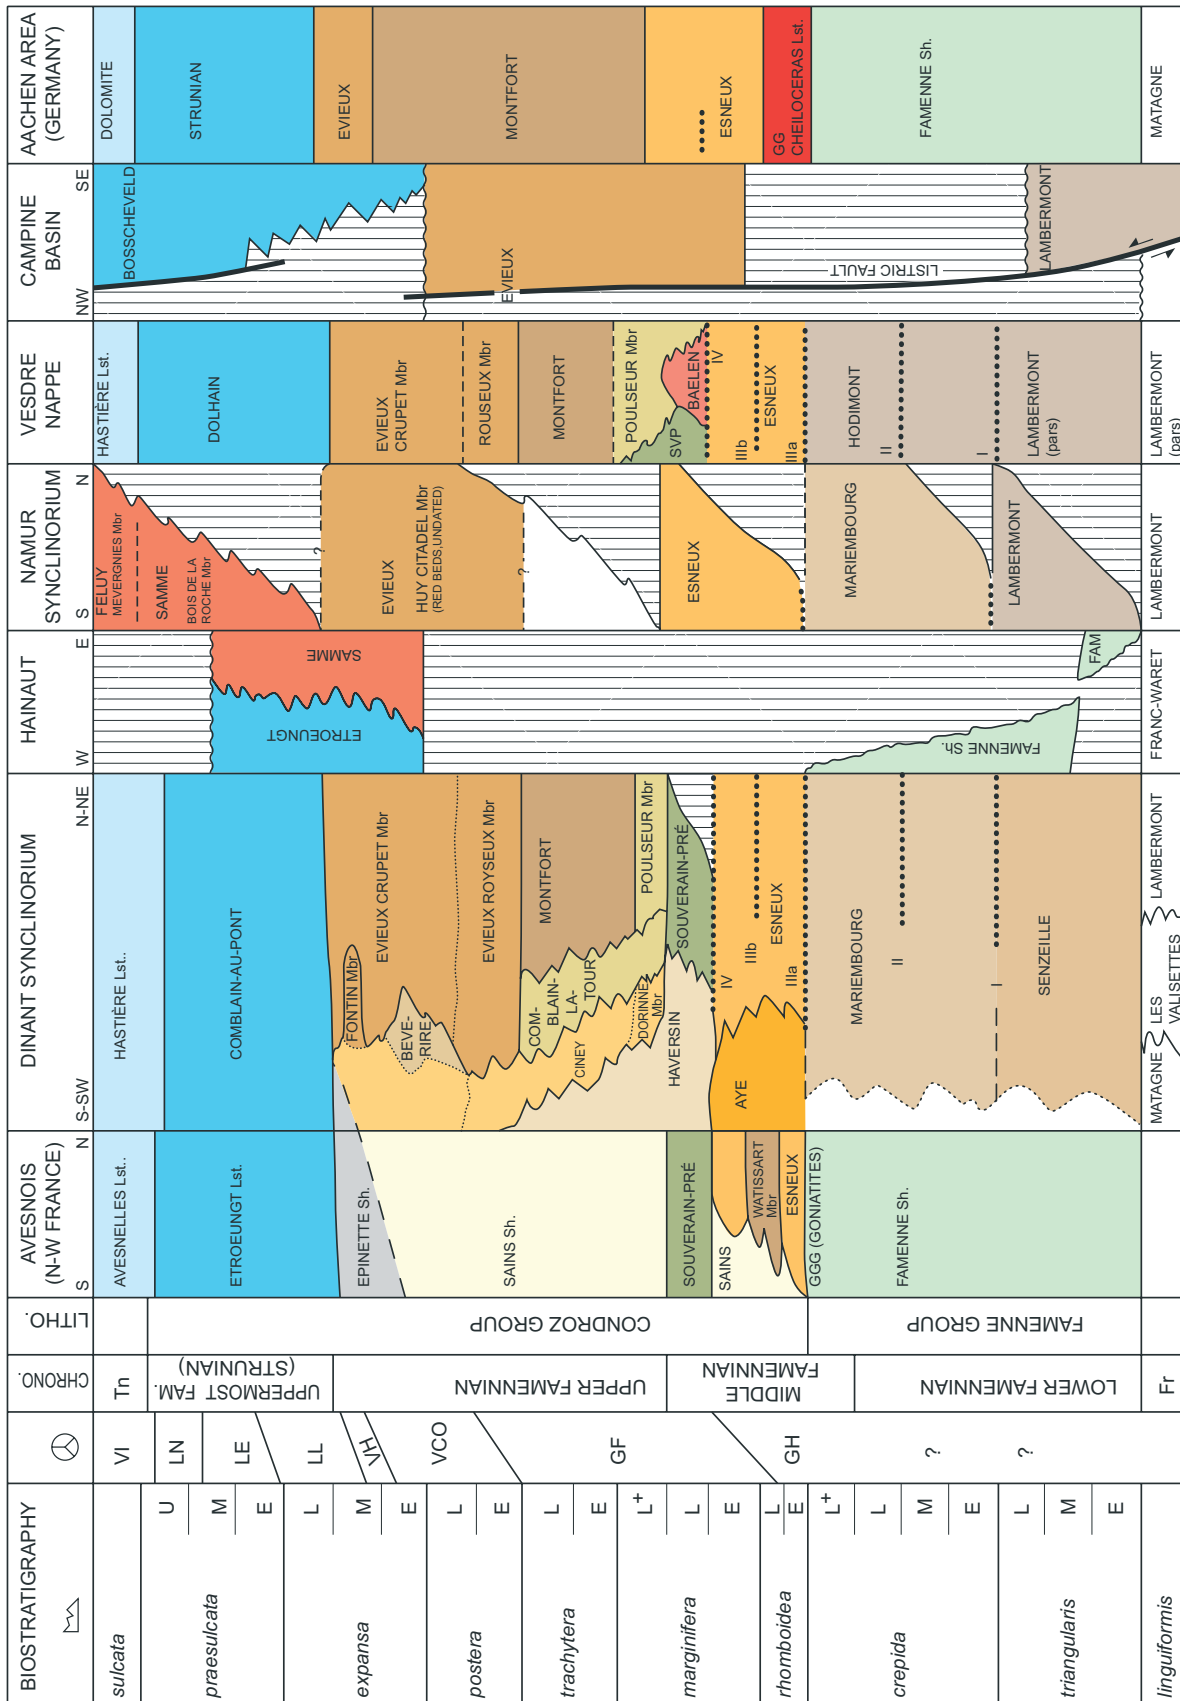 BIOSTRATIGRAPHY
CHRONO.
LITHO.
AVESNOIS
(N-W FRANCE)
S
N
DINANT SYNCLINORIUM
S-SW
N-NE
HAINAUT
W
E
NAMUR
SYNCLINORIUM
S
N
VESDRE
NAPPE
CAMPINE
BASIN
NW
SE
AACHEN AREA
(GERMANY)
sulcata
praesulcata
U
M
E
expansa
L
M
E
postera
L
E
trachytera
L
E
marginifera
L+
L
E
rhomboidea
L
E
crepida
L+
L
M
E
triangularis
L
M
E
linguiformis
VI
LN
LE
LL
VH
VCO
GF
GH
?
?
Tn
UPPERMOST FAM.
(STRUNIAN)
UPPER FAMENNIAN
MIDDLE
FAMENNIAN
LOWER FAMENNIAN
Fr
CONDROZ GROUP
FAMENNE GROUP
AVESNELLES Lst..
ETROEUNGT Lst.
EPINETTE Sh.
SAINS Sh.
SOUVERAIN-PRÉ
SAINS
WATISSART
Mbr
ESNEUX
GGG (GONIATITES)
FAMENNE Sh.
HASTIÈRE Lst..
COMBLAIN-AU-PONT
FONTIN Mbr
EVIEUX CRUPET Mbr
BEVE-
RIRE
EVIEUX ROYSEUX Mbr
MONTFORT
COM-
BLAIN-
LA-
TOUR
CINEY
DORINNE
Mbr
POULSEUR Mbr
HAVERSIN
SOUVERAIN-PRÉ
AYE
IV
IIIb
ESNEUX
IIIa
MARIEMBOURG
II
I
SENZEILLE
MATAGNE
LES
VALISETTES
LAMBERMONT
ETROEUNGT
SAMME
FAMENNE Sh.
FAM
FRANC-WARET
FELUY
MEVERGNIES Mbr
SAMME
BOIS DE LA
ROCHE Mbr
?
EVIEUX
HUY CITADEL Mbr
(RED BEDS,UNDATED)
?
ESNEUX
MARIEMBOURG
LAMBERMONT
LAMBERMONT
HASTIÈRE Lst.
DOLHAIN
EVIEUX
CRUPET Mbr
ROUSEUX Mbr
MONTFORT
POULSEUR Mbr
SVP
BAELEN
IV
IIIb
ESNEUX
IIIa
HODIMONT
II
I
LAMBERMONT
(pars)
LAMBERMONT
(pars)
BOSSCHEVELD
EVIEUX
LISTRIC FAULT
LAMBERMONT
DOLOMITE
STRUNIAN
EVIEUX
MONTFORT
ESNEUX
GG
CHEILOCERAS Lst.
FAMENNE Sh.
MATAGNE